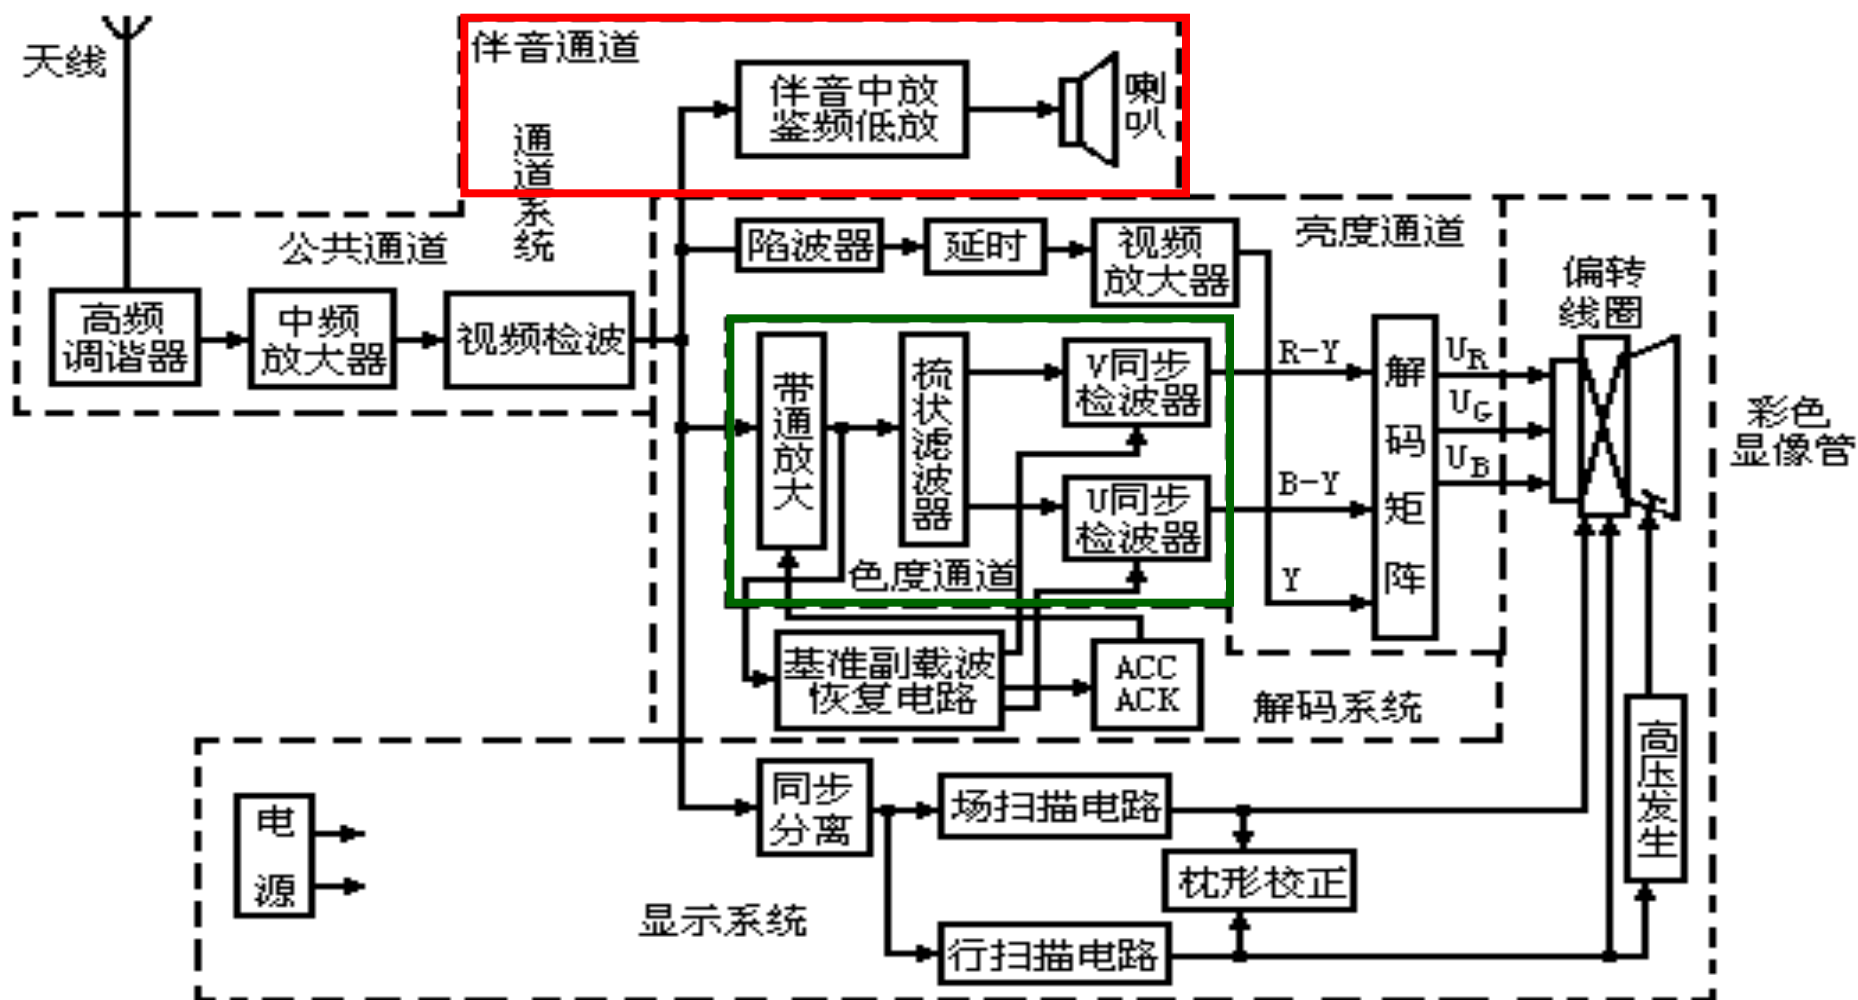 天线
伴音通道
伴音中放
鉴频低放
喇
叭
通
道
系
统
公共通道
高频
调谐器
中频
放大器
视频检波
陷波器
延时
视频
放大器
亮度通道
偏转
线圈
带
通
放
大
梳
状
滤
波
器
V同步
检波器
U同步
检波器
色度通道
R-Y
B-Y
Y
解
码
矩
阵
UR
UG
UB
彩色
显像管
基准副载波
恢复电路
ACC
ACK
解码系统
高
压
发
生
电
源
同步
分离
场扫描电路
枕形校正
行扫描电路
显示系统